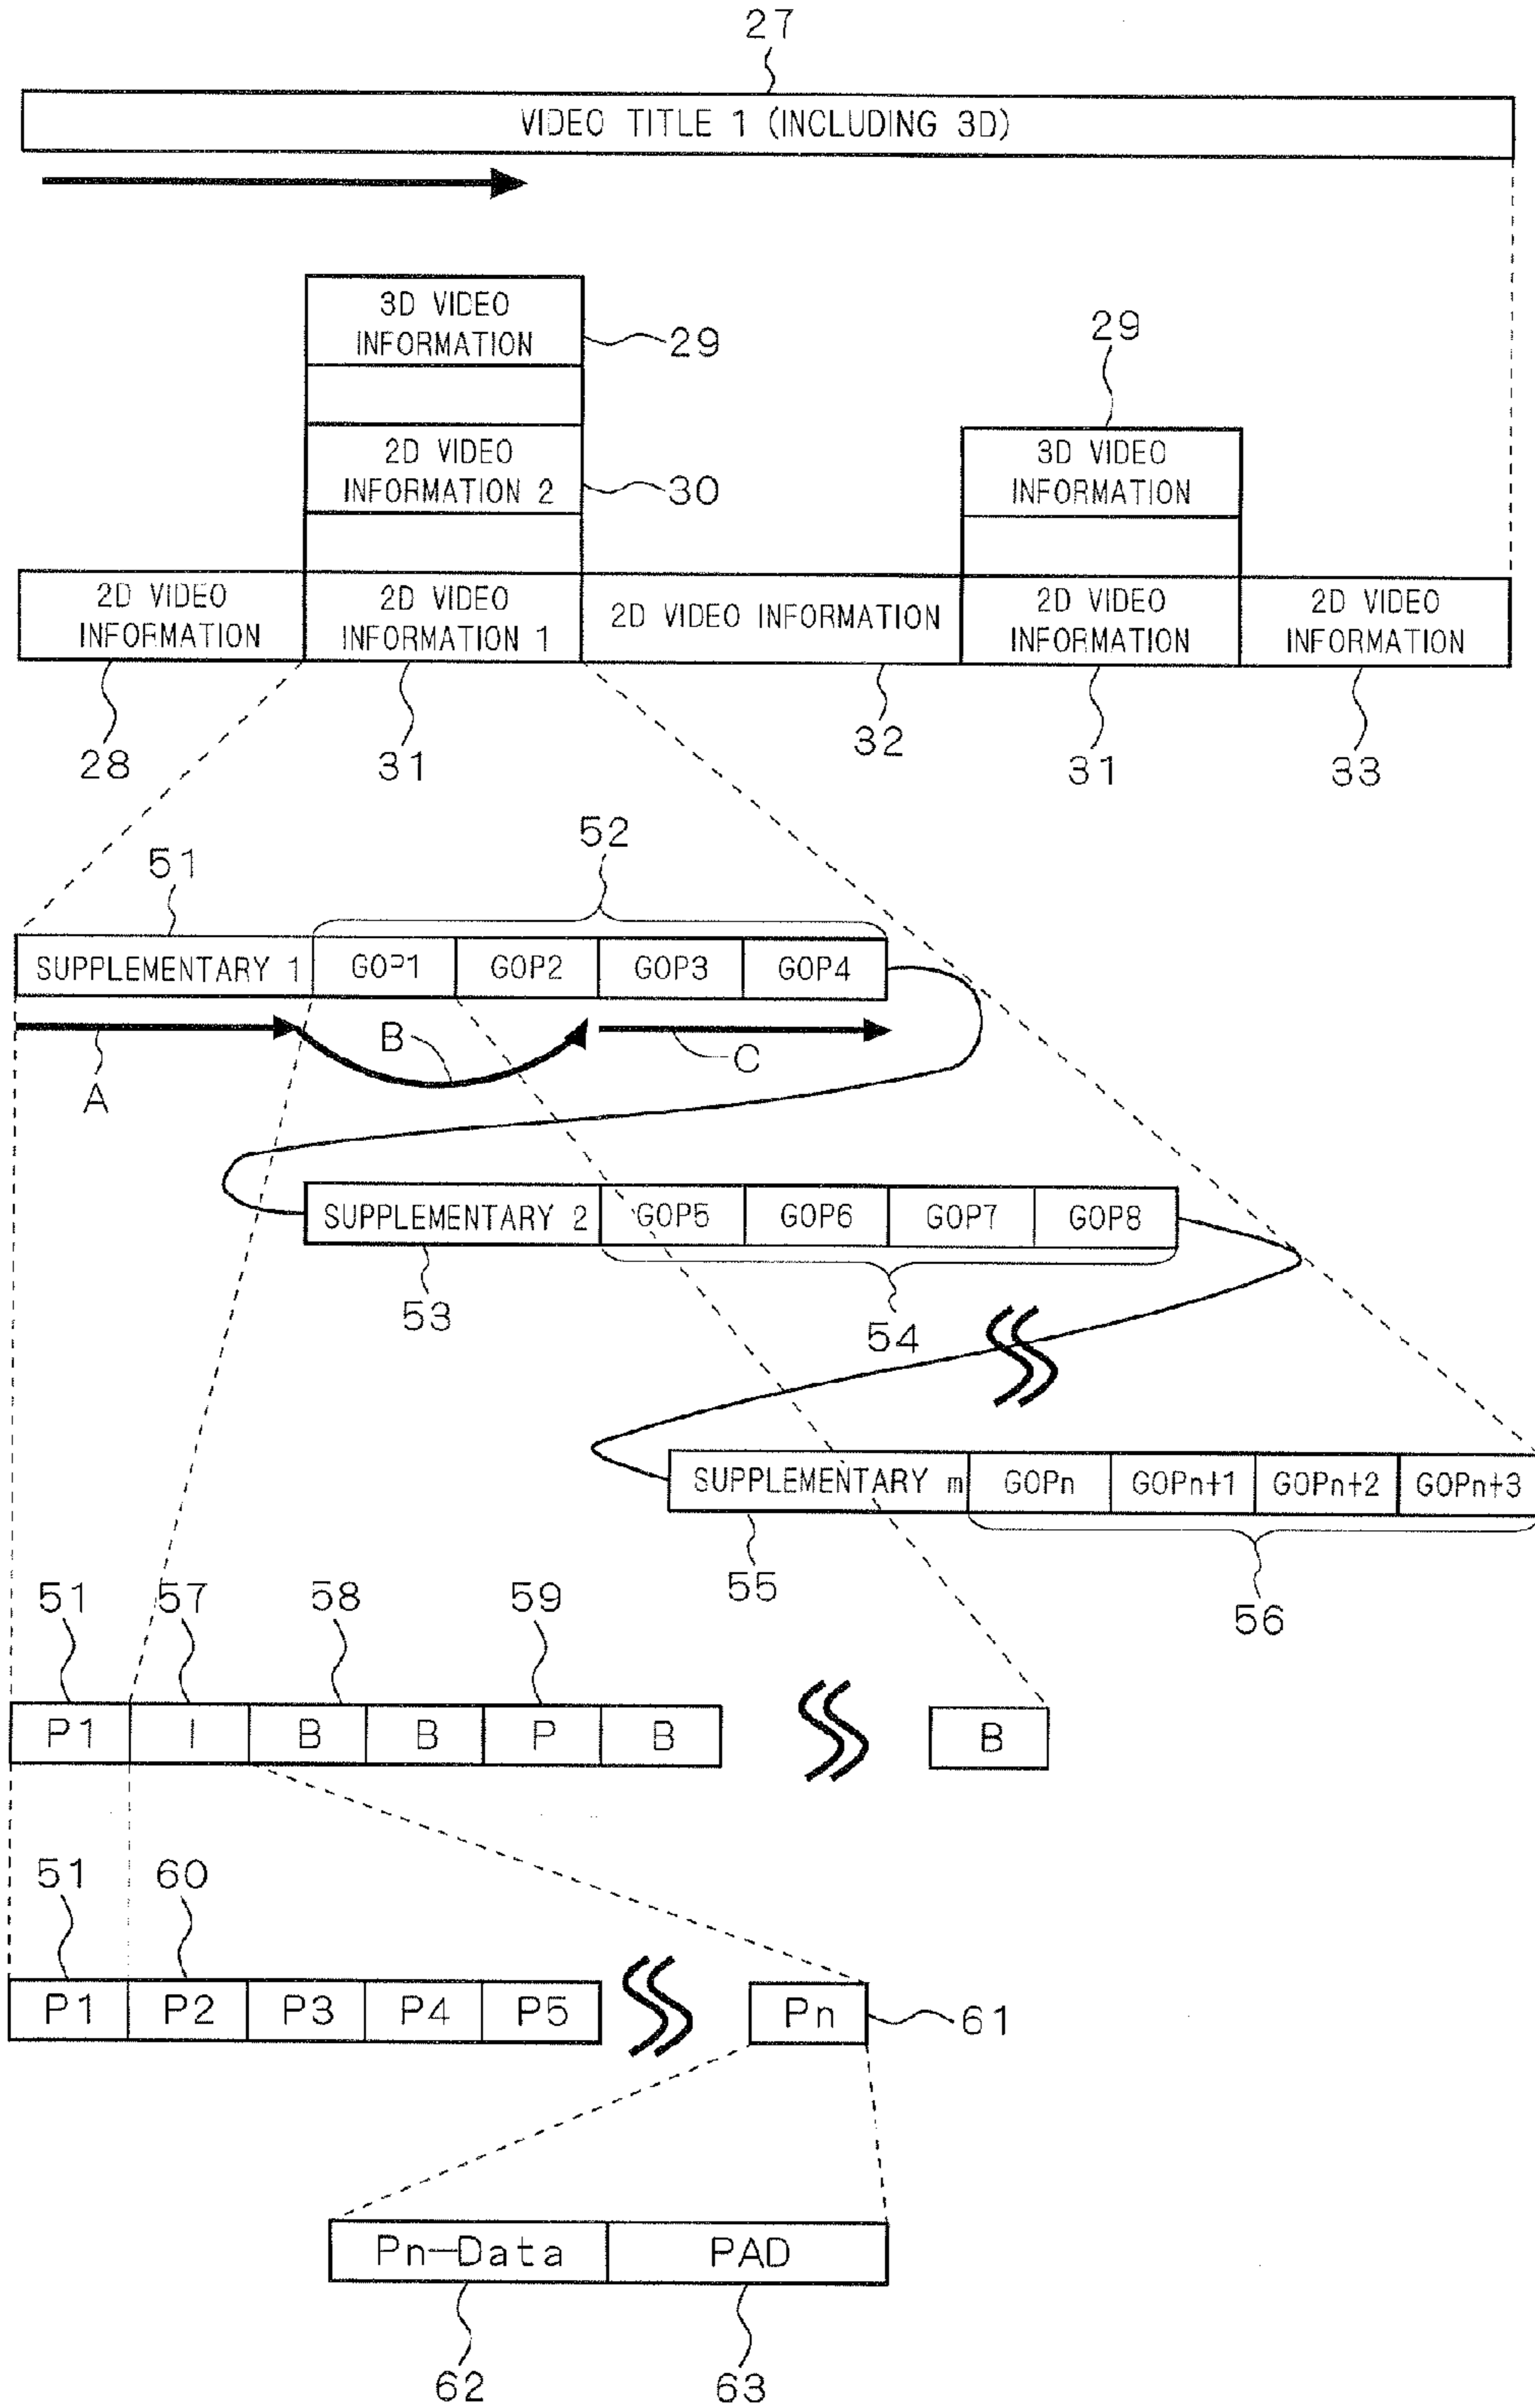 27
VIDEO TITLE 1 (INCLUDING 3D)
3D VIDEO
INFORMATION
29
29
2D VIDEO
INFORMATION 2
30
3D VIDEO
INFORMATION
2D VIDEO
INFORMATION
2D VIDEO
INFORMATION 1
2D VIDEO INFORMATION
2D VIDEO
INFORMATION
2D VIDEO
INFORMATION
28
31
32
31
33
52
51
SUPPLEMENTARY 1
GOP1
GOP2
GOP3
GOP4
A
B
C
SUPPLEMENTARY 2
GOP5
GOP6
GOP7
GOP8
53
54
SUPPLEMENTARY m
GOPn
GOPn+1
GOPn+2
GOPn+3
55
56
51
57
58
59
P1
I
B
B
P
B
B
51
60
P1
P2
P3
P4
P5
Pn
61
Pn-Data
PAD
62
63